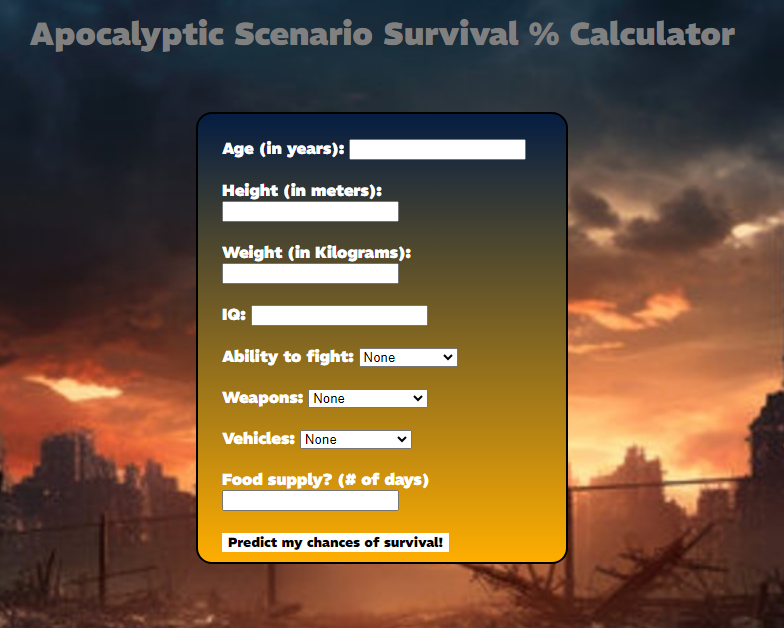 Apocalyptic Scenario Survival % Calculator
Age (in years):
Height (in meters):
Weight (in Kilograms):
IQ:
Ability to fight: None
Weapons: None
Vehicles: None
Food supply? (# of days)
Predict my chances of survival!